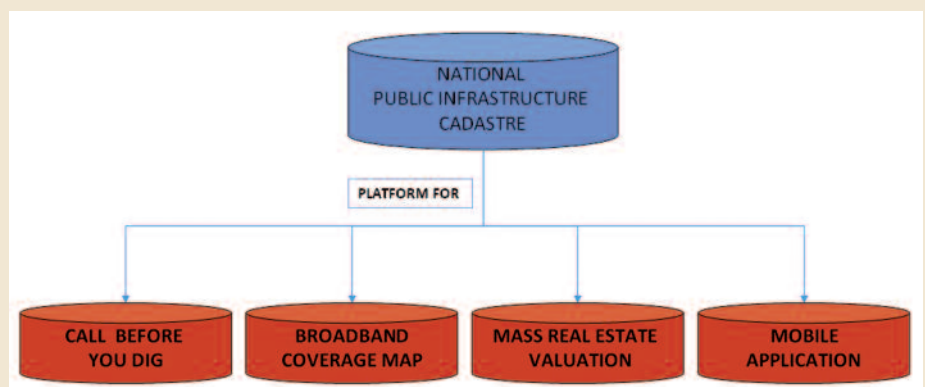 NATIONAL
PUBLIC INFRASTRUCTURE
CADASTRE
PLATFORM FOR
CALL BEFORE
YOU DIG
BROADBAND
COVERAGE MAP
MASS REAL ESTATE
VALUATION
MOBILE
APPLICATION